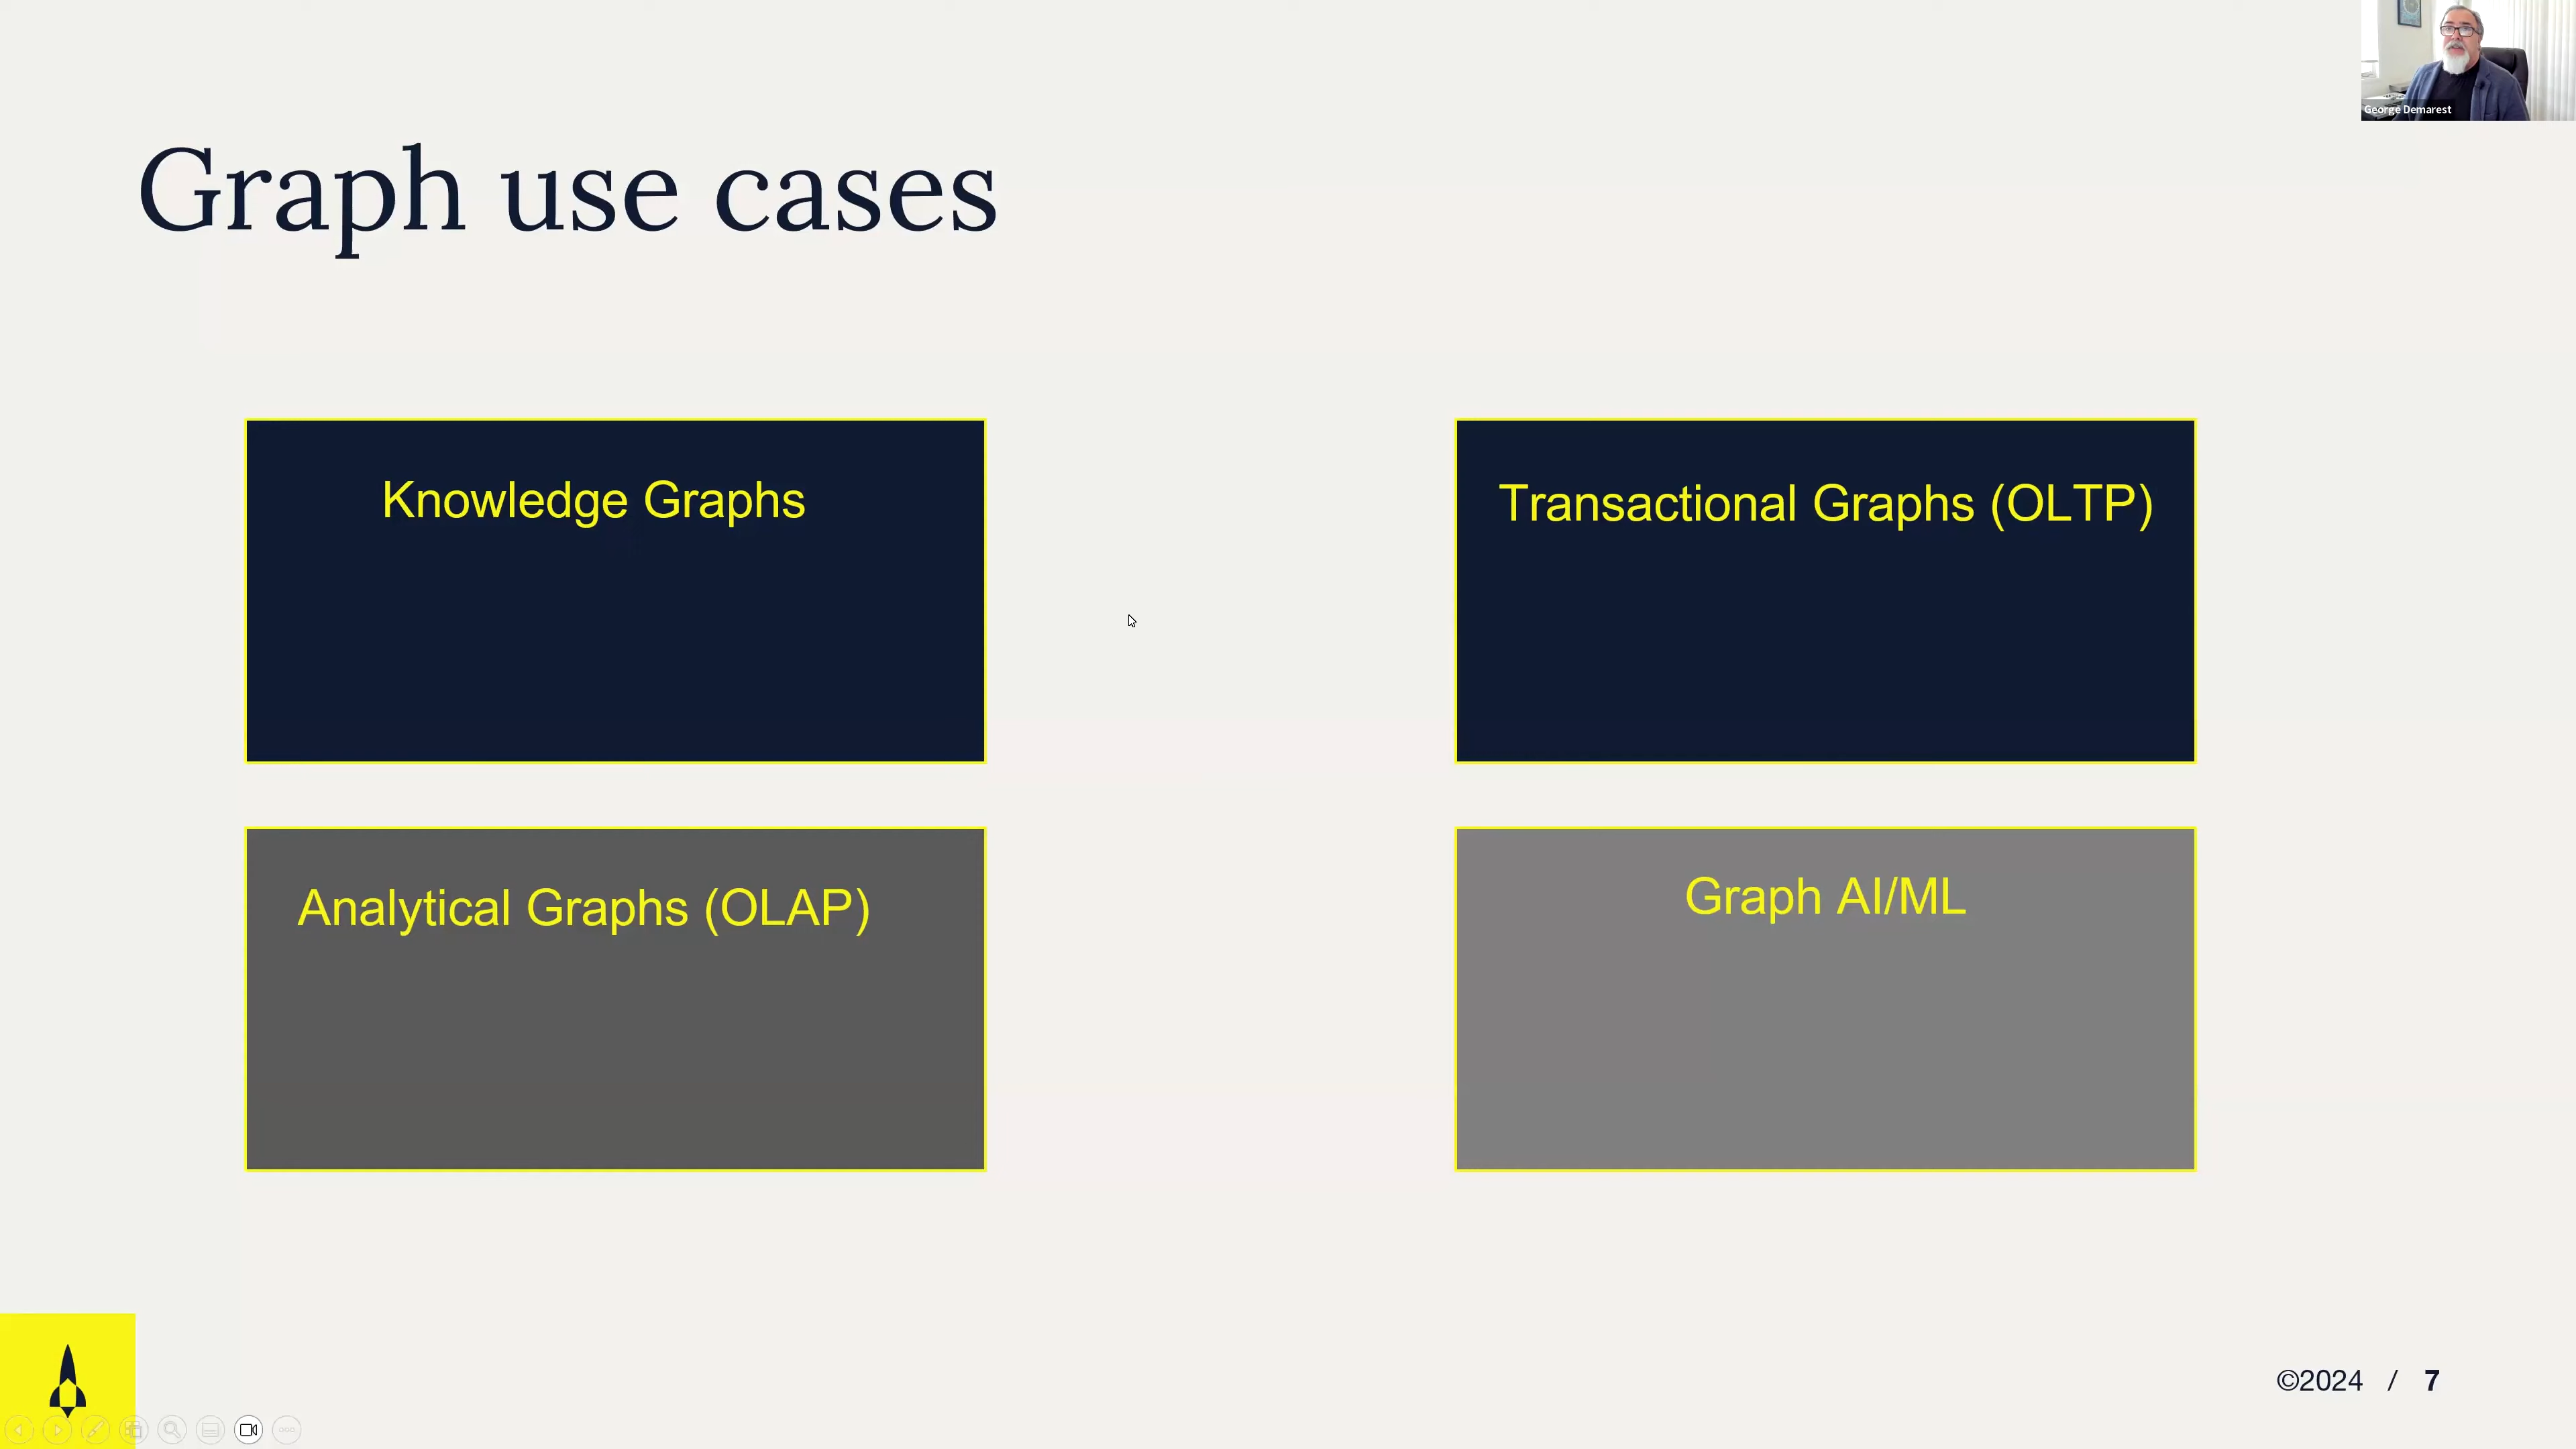 George Demarest
Graph use cases
Knowledge Graphs
Transactional Graphs (OLTP)
Analytical Graphs (OLAP)
Graph AI/ML
©2024 / 7